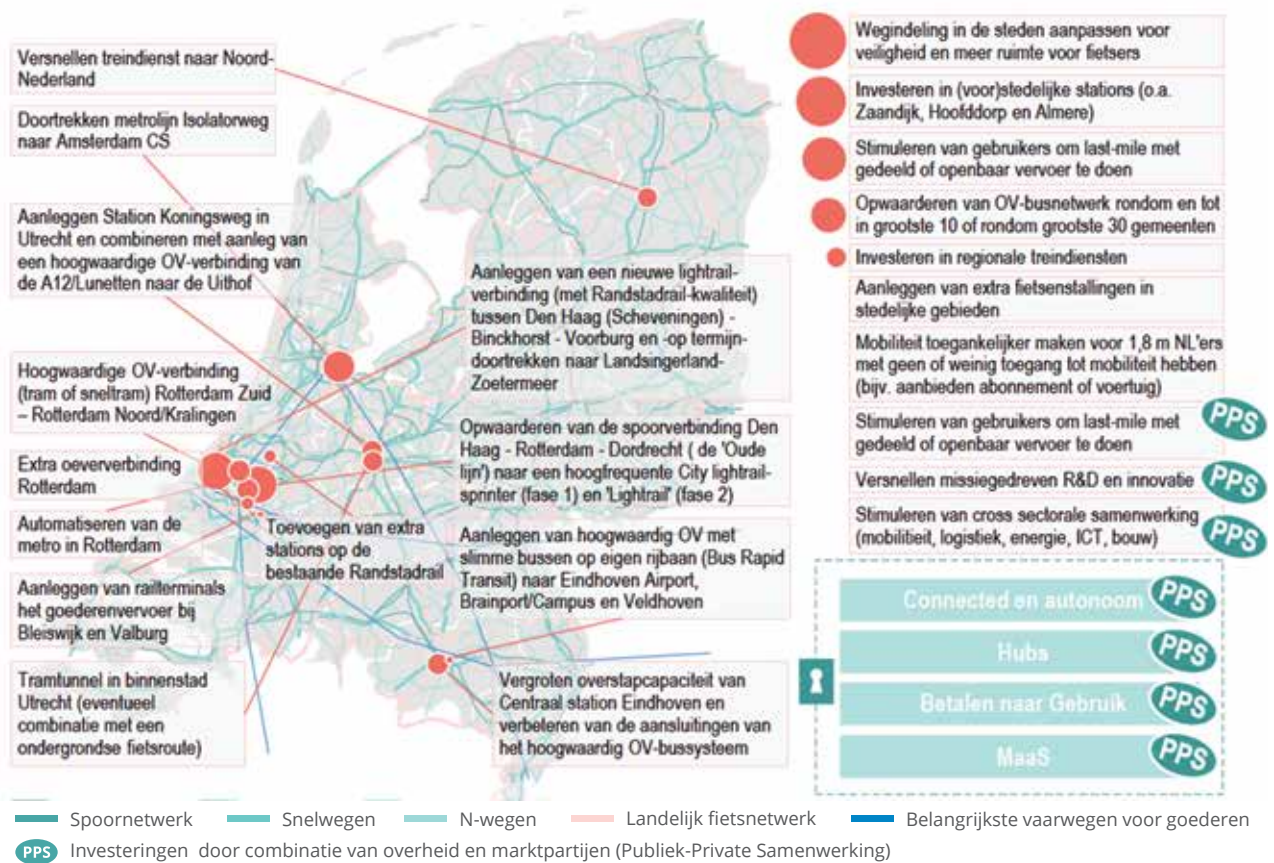 Versnellen treindienst naar Noord-
Nederland
Doortrekken metrolijn Isolatorweg
naar Amsterdam CS
Aanleggen Station Koningsweg in
Utrecht en combineren met aanleg van
een hoogwaardige OV-verbinding van
de A12/Lunetten naar de Uithof
Hoogwaardige OV-verbinding
(tram of sneltram) Rotterdam Zuid
– Rotterdam Noord/Kralingen
Extra oeververbinding
Rotterdam
Automatiseren van de
metro in Rotterdam
Aanleggen van railterminals
het goederenvervoer bij
Bleiswijk en Valburg
Tramtunnel in binnenstad
Utrecht (eventueel
combinatie met een
ondergrondse fietsroute)
Toevoegen van extra
stations op de
bestaande Randstadrail
Aanleggen van een nieuwe lightrail-
verbinding (met Randstadrail-kwaliteit)
tussen Den Haag (Scheveningen) -
Binckhorst - Voorburg en -op termijn-
doortrekken naar Landsingerland-
Zoetermeer
Opwaarderen van de spoorverbinding Den
Haag - Rotterdam - Dordrecht ( de 'Oude
lijn') naar een hoogfrequente City lightrail-
sprinter (fase 1) en 'Lightrail' (fase 2)
Aanleggen van hoogwaardig OV met
slimme bussen op eigen rijbaan (Bus Rapid
Transit) naar Eindhoven Airport,
Brainport/Campus en Veldhoven
Vergroten overstapcapaciteit van
Centraal station Eindhoven en
verbeteren van de aansluitingen van
het hoogwaardig OV-bussysteem
Wegindeling in de steden aanpassen voor
veiligheid en meer ruimte voor fietsers
Investeren in (voor)stedelijke stations (o.a.
Zaandijk, Hoofddorp en Almere)
Stimuleren van gebruikers om last-mile met
gedeeld of openbaar vervoer te doen
Opwaarderen van OV-busnetwerk rondom en tot
in grootste 10 of rondom grootste 30 gemeenten
Investeren in regionale treindiensten
Aanleggen van extra fietsenstallingen in
stedelijke gebieden
Mobiliteit toegankelijker maken voor 1,8 m NL'ers
met geen of weinig toegang tot mobiliteit hebben
(bijv. aanbieden abonnement of voertuig)
Stimuleren van gebruikers om last-mile met
gedeeld of openbaar vervoer te doen
PPS
Versnellen missiegedreven R&D en innovatie
PPS
Stimuleren van cross sectorale samenwerking
(mobilitieit, logistiek, energie, ICT, bouw)
PPS
Connected en autonoom
PPS
Hubs
PPS
Betalen naar Gebruik
PPS
MaaS
PPS
Spoornetwerk
Snelwegen
N-wegen
Landelijk fietsnetwerk
Belangrijkste vaarwegen voor goederen
PPS Investeringen door combinatie van overheid en marktpartijen (Publiek-Private Samenwerking)